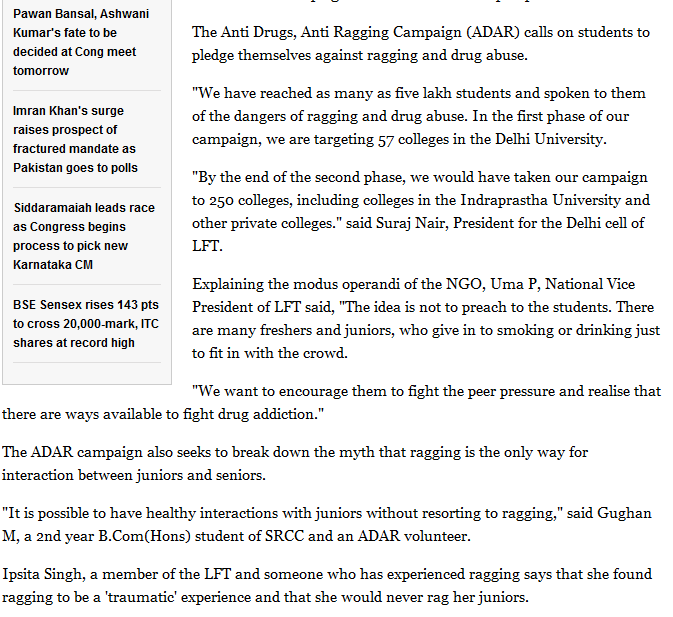 Pawan Bansal, Ashwani
Kumar's fate to be
decided at Cong meet
tomorrow
Imran Khan's surge
raises prospect of
fractured mandate as
Pakistan goes to polls
Siddaramaiah leads race
as Congress begins
process to pick new
Karnataka CM
BSE Sensex rises 143 pts
to cross 20,000-mark, ITC
shares at record high
The Anti Drugs, Anti Ragging Campaign (ADAR) calls on students to
pledge themselves against ragging and drug abuse.
"We have reached as many as five lakh students and spoken to them
of the dangers of ragging and drug abuse. In the first phase of our
campaign, we are targeting 57 colleges in the Delhi University.
"By the end of the second phase, we would have taken our campaign
to 250 colleges, including colleges in the Indraprastha University and
other private colleges." said Suraj Nair, President for the Delhi cell of
LFT.
Explaining the modus operandi of the NGO, Uma P, National Vice
President of LFT said, "The idea is not to preach to the students. There
are many freshers and juniors, who give in to smoking or drinking just
to fit in with the crowd.
"We want to encourage them to fight the peer pressure and realise that
there are ways available to fight drug addiction."
The ADAR campaign also seeks to break down the myth that ragging is the only way for
interaction between juniors and seniors.
"It is possible to have healthy interactions with juniors without resorting to ragging," said Gughan
M, a 2nd year B.Com(Hons) student of SRCC and an ADAR volunteer.
Ipsita Singh, a member of the LFT and someone who has experienced ragging says that she found
ragging to be a 'traumatic' experience and that she would never rag her juniors.